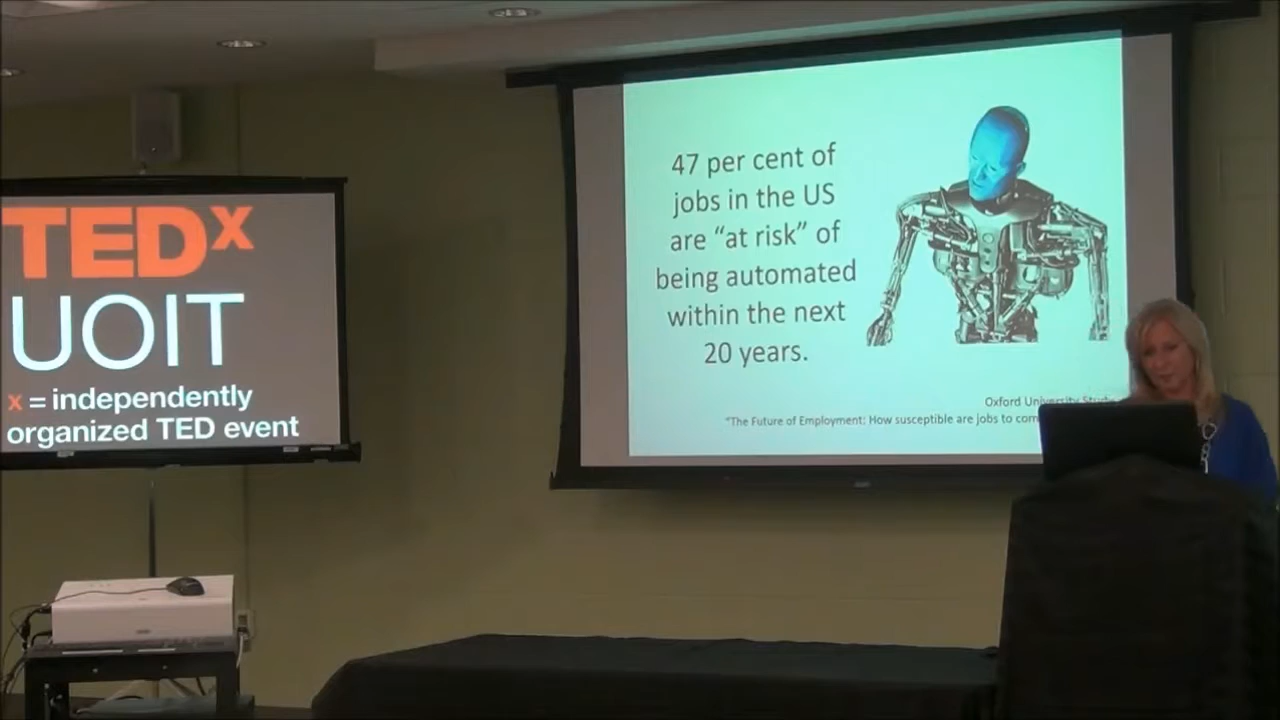 TEDx
UOIT
x = independently
organized TED event
47 per cent of
jobs in the US
are “at risk” of
being automated
within the next
20 years.
Oxford University
"The Future of Employment: How susceptible are jobs to